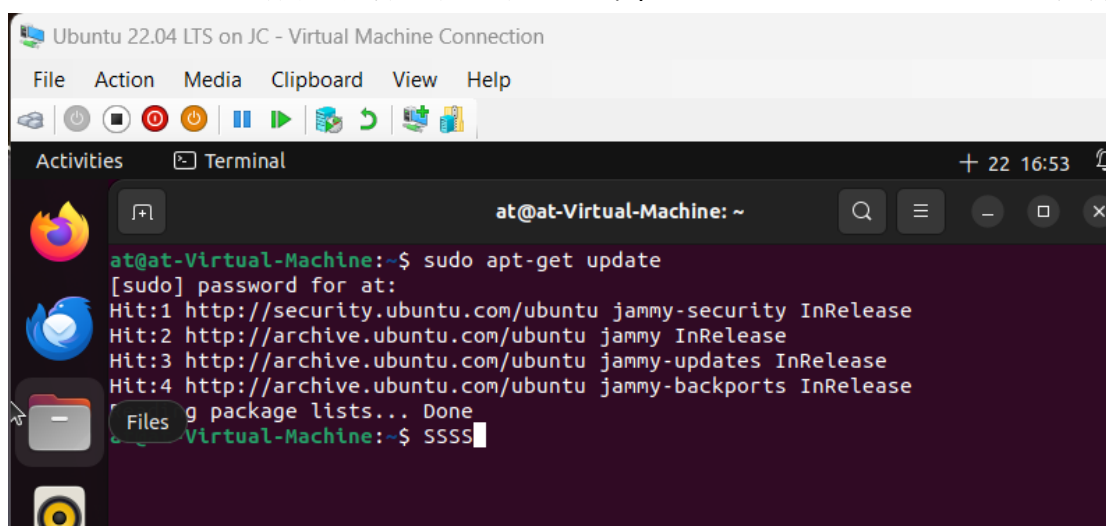 Ubuntu 22.04 LTS on JC - Virtual Machine Connection
File Action Media Clipboard View Help
Activities Terminal 十 22 16:53
at@at-Virtual-Machine: ~
at@at-Virtual-Machine:~$ sudo apt-get update
[sudo] password for at:
Hit:1 http://security.ubuntu.com/ubuntu jammy-security InRelease
Hit:2 http://archive.ubuntu.com/ubuntu jammy InRelease
Hit:3 http://archive.ubuntu.com/ubuntu jammy-updates InRelease
Hit:4 http://archive.ubuntu.com/ubuntu jammy-backports InRelease
g package lists... Done
Files
Virtual-Machine:~$ SSSS